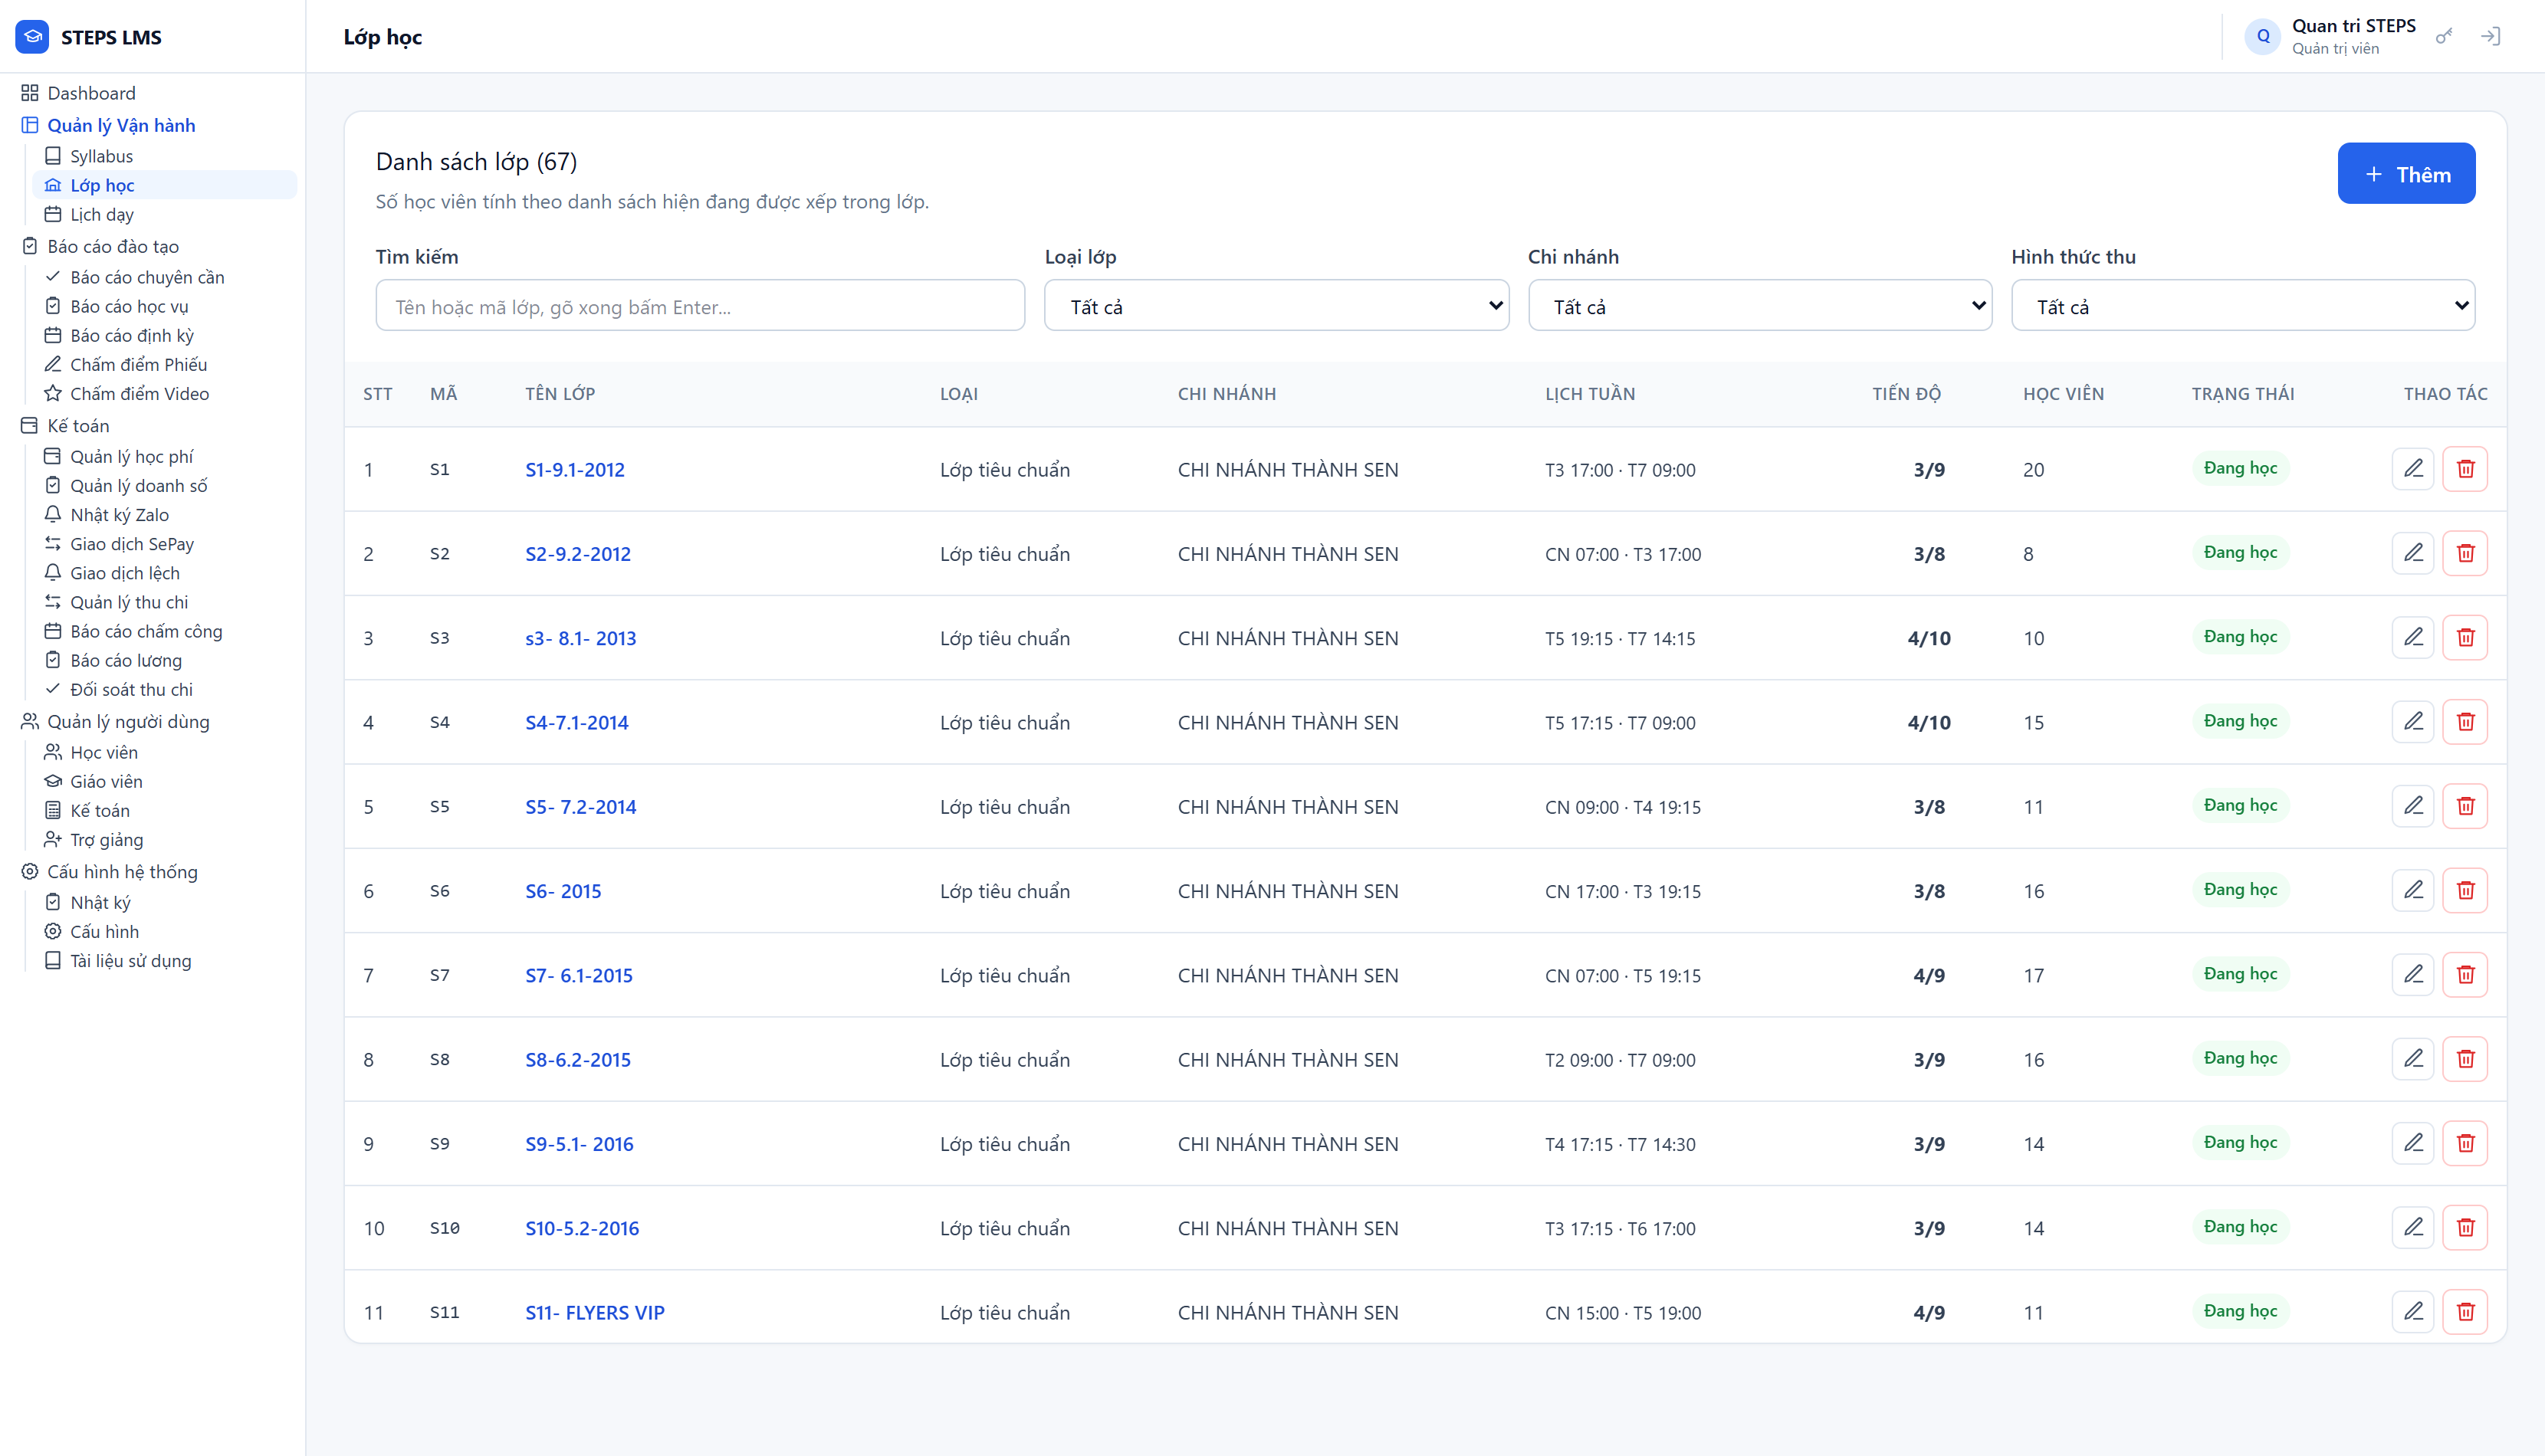 STEPS LMS
Lớp học
Q
Quan tri STEPS
Quản trị viên
Dashboard
Quản lý Vận hành
Syllabus
Lớp học
Lịch dạy
Báo cáo đào tạo
Báo cáo chuyên cần
Báo cáo học vụ
Báo cáo định kỳ
Chấm điểm Phiếu
Chấm điểm Video
Kế toán
Quản lý học phí
Quản lý doanh số
Nhật ký Zalo
Giao dịch SePay
Giao dịch lệch
Quản lý thu chi
Báo cáo chấm công
Báo cáo lương
Đối soát thu chi
Quản lý người dùng
Học viên
Giáo viên
Kế toán
Trợ giảng
Cấu hình hệ thống
Nhật ký
Cấu hình
Tài liệu sử dụng
Danh sách lớp (67)
Số học viên tính theo danh sách hiện đang được xếp trong lớp.
+ Thêm
Tìm kiếm Loại lớp Chi nhánh Hình thức thu
Tên hoặc mã lớp, gõ xong bấm Enter... Tất cả Tất cả Tất cả
STT MÃ TÊN LỚP LOẠI CHI NHÁNH LỊCH TUẦN TIẾN ĐỘ HỌC VIÊN TRẠNG THÁI THAO TÁC
1 S1 S1-9.1-2012 Lớp tiêu chuẩn CHI NHÁNH THÀNH SEN T3 17:00 · T7 09:00 3/9 20 Đang học
2 S2 S2-9.2-2012 Lớp tiêu chuẩn CHI NHÁNH THÀNH SEN CN 07:00 · T3 17:00 3/8 8 Đang học
3 S3 s3- 8.1- 2013 Lớp tiêu chuẩn CHI NHÁNH THÀNH SEN T5 19:15 · T7 14:15 4/10 10 Đang học
4 S4 S4-7.1-2014 Lớp tiêu chuẩn CHI NHÁNH THÀNH SEN T5 17:15 · T7 09:00 4/10 15 Đang học
5 S5 S5- 7.2-2014 Lớp tiêu chuẩn CHI NHÁNH THÀNH SEN CN 09:00 · T4 19:15 3/8 11 Đang học
6 S6 S6- 2015 Lớp tiêu chuẩn CHI NHÁNH THÀNH SEN CN 17:00 · T3 19:15 3/8 16 Đang học
7 S7 S7- 6.1-2015 Lớp tiêu chuẩn CHI NHÁNH THÀNH SEN CN 07:00 · T5 19:15 4/9 17 Đang học
8 S8 S8-6.2-2015 Lớp tiêu chuẩn CHI NHÁNH THÀNH SEN T2 09:00 · T7 09:00 3/9 16 Đang học
9 S9 S9-5.1- 2016 Lớp tiêu chuẩn CHI NHÁNH THÀNH SEN T4 17:15 · T7 14:30 3/9 14 Đang học
10 S10 S10-5.2-2016 Lớp tiêu chuẩn CHI NHÁNH THÀNH SEN T3 17:15 · T6 17:00 3/9 14 Đang học
11 S11 S11- FLYERS VIP Lớp tiêu chuẩn CHI NHÁNH THÀNH SEN CN 15:00 · T5 19:00 4/9 11 Đang học